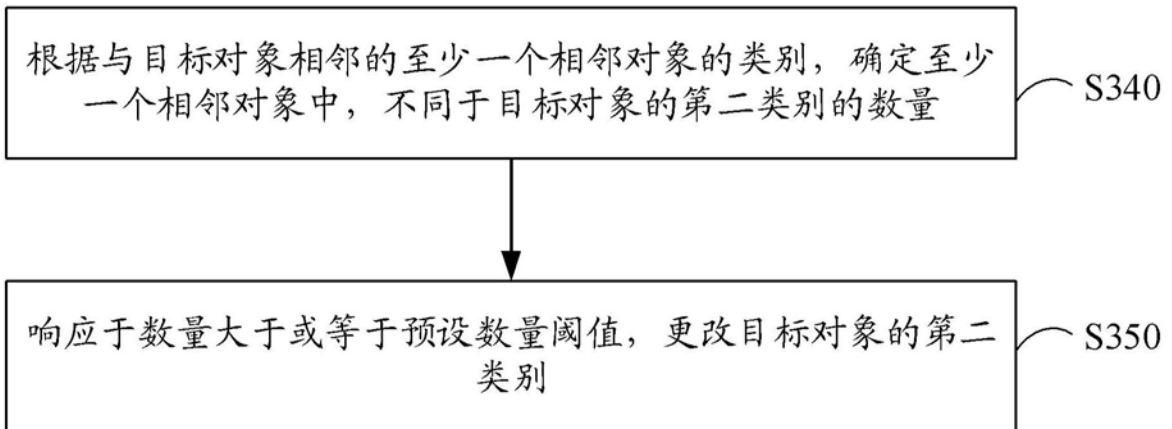 根据与目标对象相邻的至少一个相邻对象的类别，确定至少
一个相邻对象中，不同于目标对象的第二类别的数量
S340
响应于数量大于或等于预设数量阈值，更改目标对象的第二
类别
S350